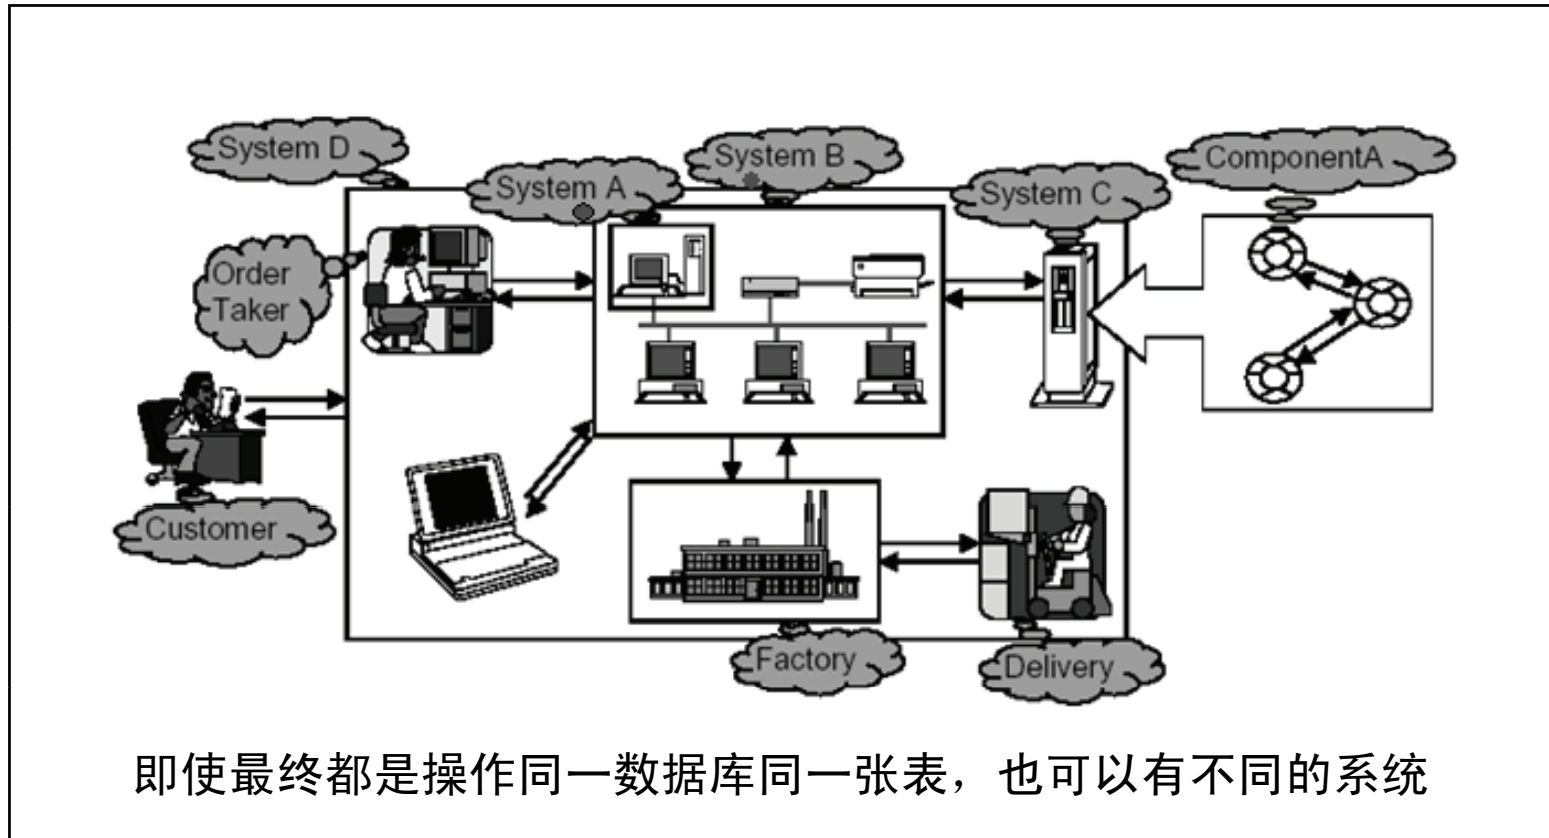 System D
System A
System B
System C
ComponentA
Order
Taker
Customer
Factory
Delivery
即使最终都是操作同一数据库同一张表，也可以有不同的系统